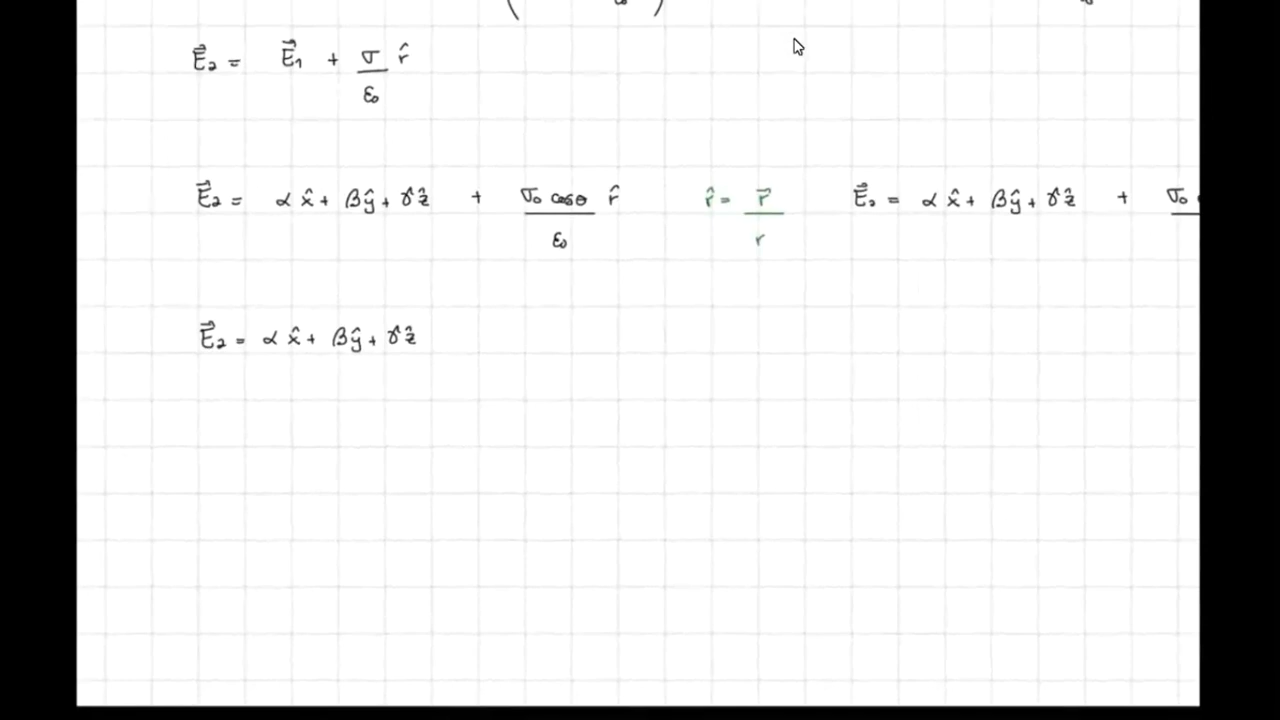 E⃗₂ = E⃗₁ + σ/ε₀ r̂
E⃗₂ = α x̂ + β ŷ + γ ẑ + σ₀ cosθ/ε₀ r̂ r̂ = r⃗/r E⃗₂ = α x̂ + β ŷ + γ ẑ + σ₀
E⃗₂ = α x̂ + β ŷ + γ ẑ